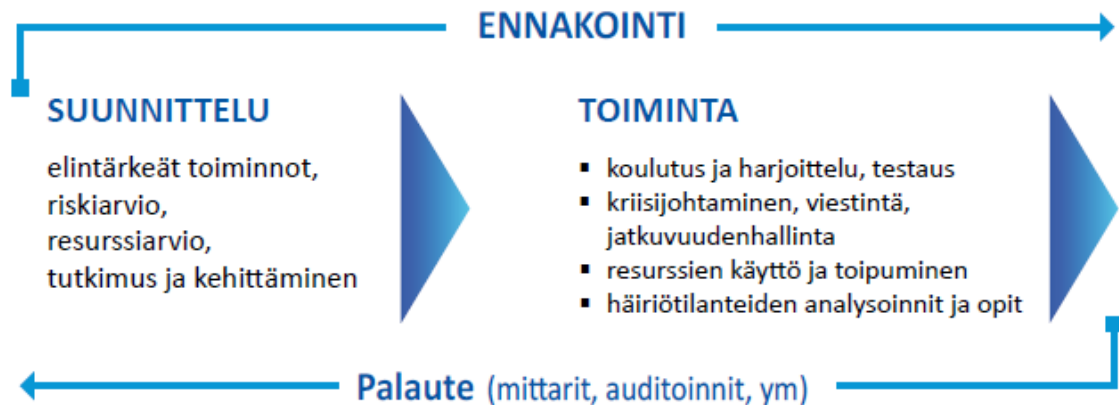 ENNAKOINTI
SUUNNITTELU
elintärkeät toiminnot,
riskiarvio,
resurssiarvio,
tutkimus ja kehittäminen
TOIMINTA
▪ koulutus ja harjoittelu, testaus
▪ kriisijohtaminen, viestintä,
jatkuvuudenhallinta
▪ resurssien käyttö ja toipuminen
▪ häiriötilanteiden analysoinnit ja opit
Palaute (mittarit, auditoinnit, ym)